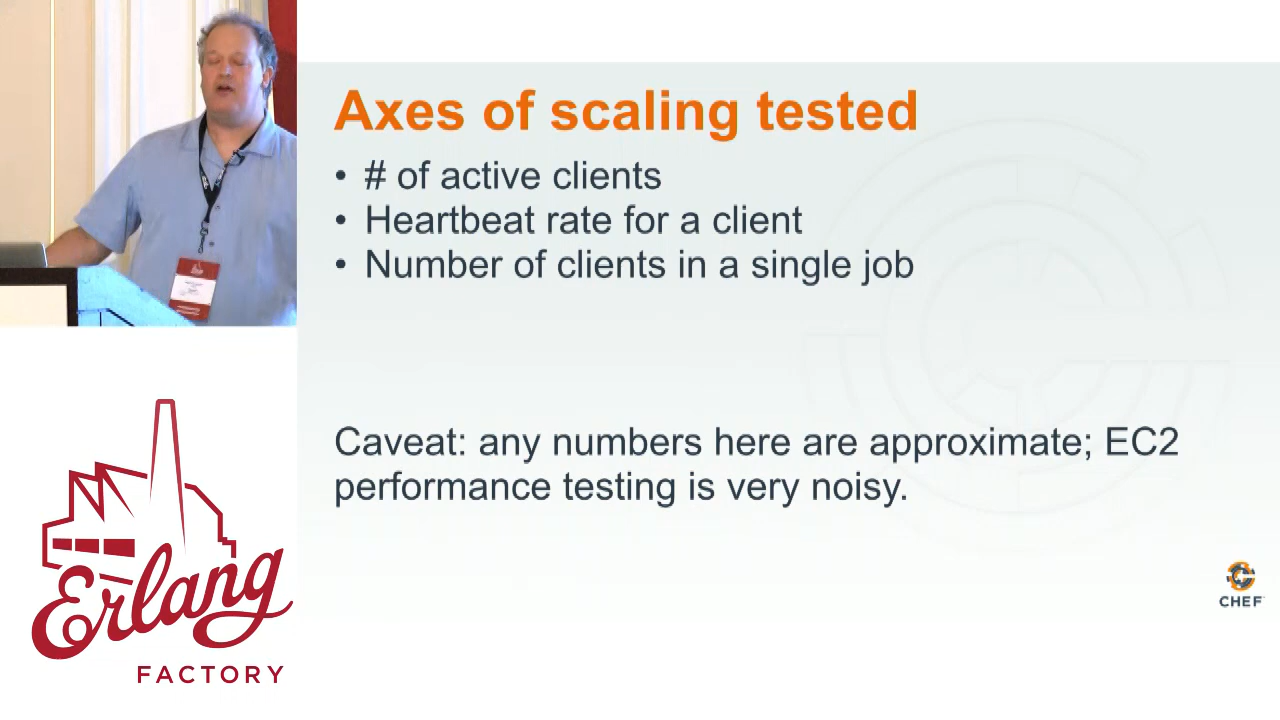 Axes of scaling tested
• # of active clients
• Heartbeat rate for a client
• Number of clients in a single job
Caveat: any numbers here are approximate; EC2
performance testing is very noisy.
CHEF
Erlang
FACTORY